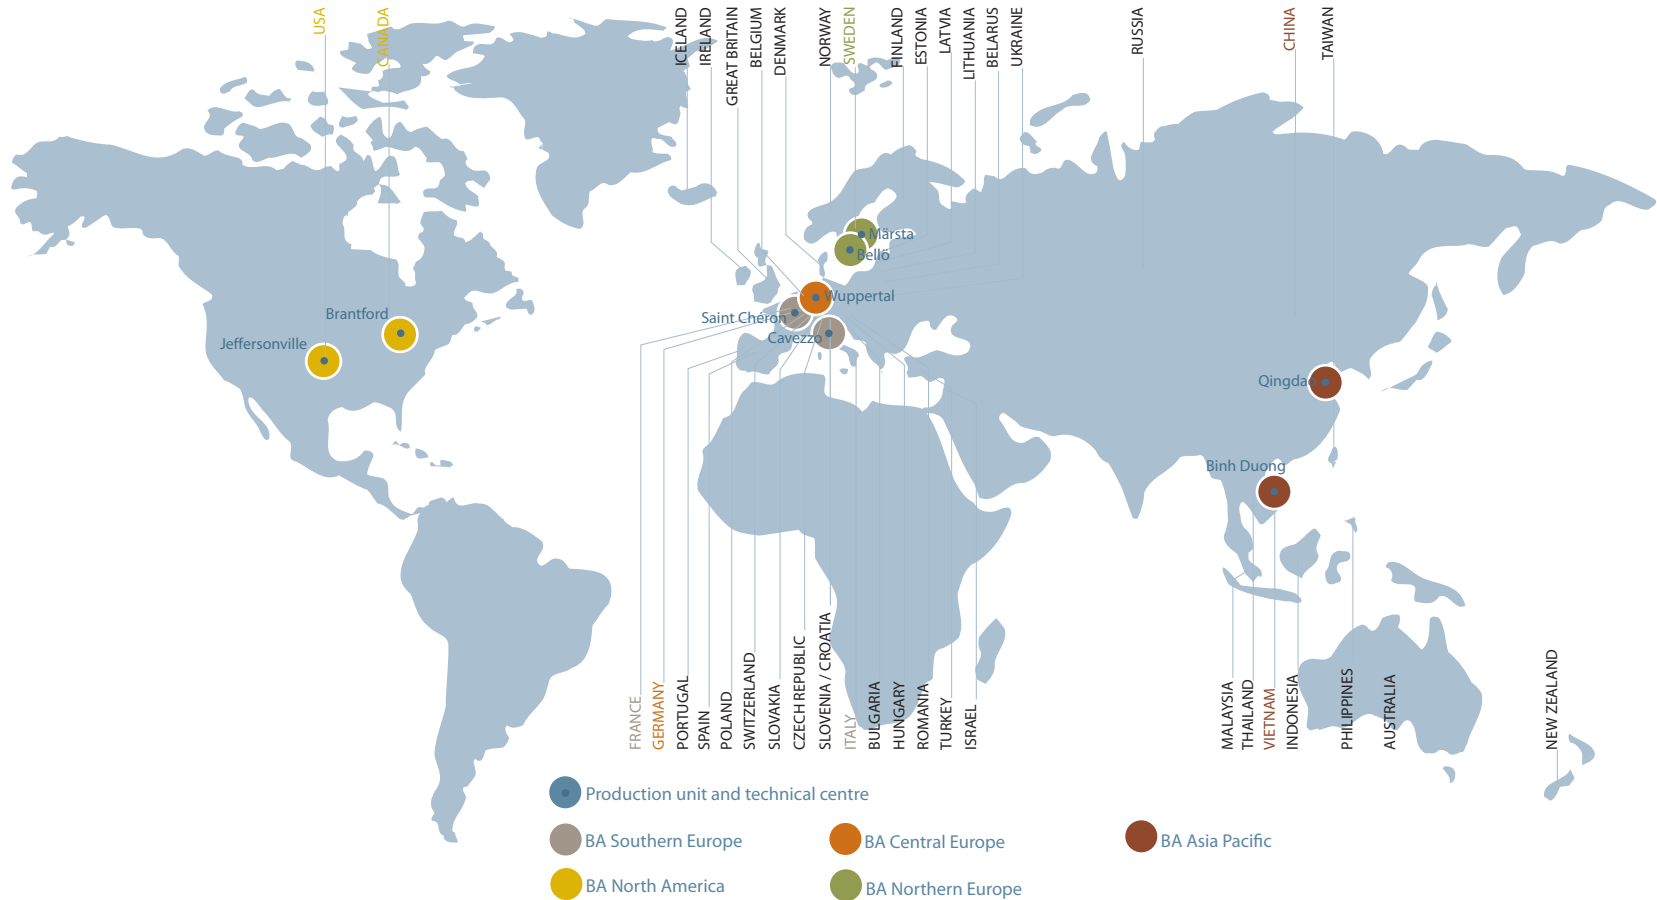 USA
CANADA
ICELAND
IRELAND
GREAT BRITAIN
BELGIUM
DENMARK
NORWAY
SWEDEN
FINLAND
ESTONIA
LATVIA
LITHUANIA
BELARUS
UKRAINE
RUSSIA
CHINA
TAIWAN
Märsta
Bellö
Wuppertal
Saint Chéron
Cavezzo
Brantford
Jeffersonville
Qingdao
Binh Duong
FRANCE
GERMANY
PORTUGAL
SPAIN
POLAND
SWITZERLAND
SLOVAKIA
CZECH REPUBLIC
SLOVENIA / CROATIA
ITALY
BULGARIA
HUNGARY
ROMANIA
TURKEY
ISRAEL
MALAYSIA
THAILAND
VIETNAM
INDONESIA
PHILIPPINES
AUSTRALIA
NEW ZEALAND
Production unit and technical centre
BA Southern Europe
BA Central Europe
BA Asia Pacific
BA North America
BA Northern Europe